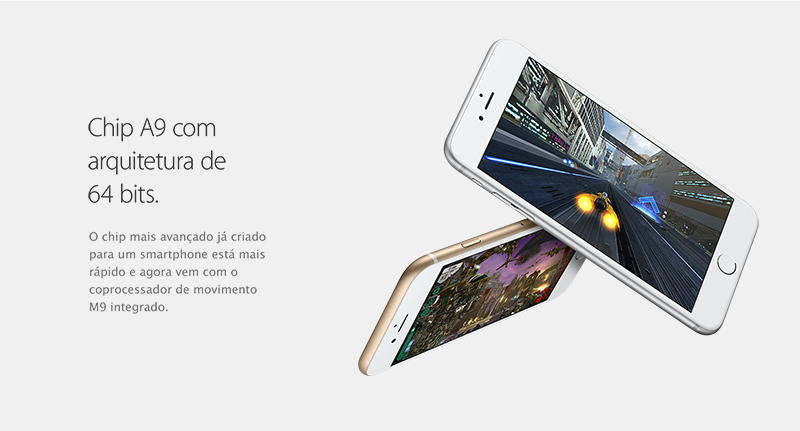 Chip A9 com
arquitetura de
64 bits.
O chip mais avançado já criado
para um smartphone está mais
rápido e agora vem com o
coprocessador de movimento
M9 integrado.